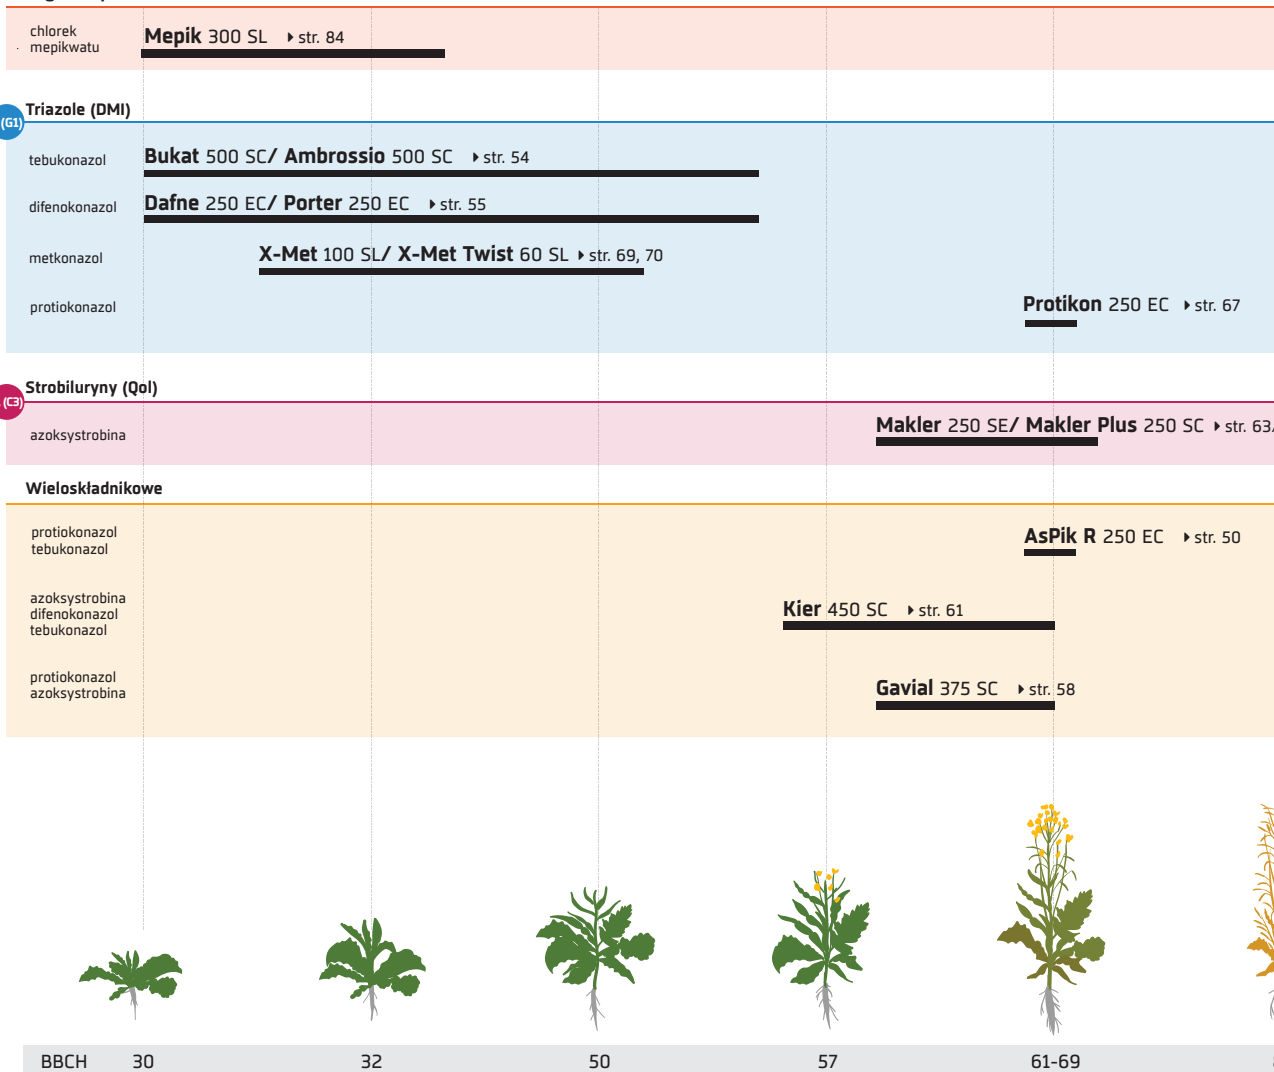 chlorek
mepikwatu
Mepik 300 SL str. 84
Triazole (DMI)
(G1)
tebukonazol
Bukat 500 SC/ Ambrossio 500 SC str. 54
difenokonazol
Dafne 250 EC/ Porter 250 EC str. 55
metkonazol
X-Met 100 SL/ X-Met Twist 60 SL str. 69, 70
protiokonazol
Protikon 250 EC str. 67
Strobiluryny (QoI)
(C3)
azoksystrobina
Makler 250 SE/ Makler Plus 250 SC str. 63
Wieloskładnikowe
protiokonazol
tebukonazol
AsPik R 250 EC str. 50
azoksystrobina
difenokonazol
tebukonazol
Kier 450 SC str. 61
protiokonazol
azoksystrobina
Gavial 375 SC str. 58
BBCH 30 32 50 57 61-69